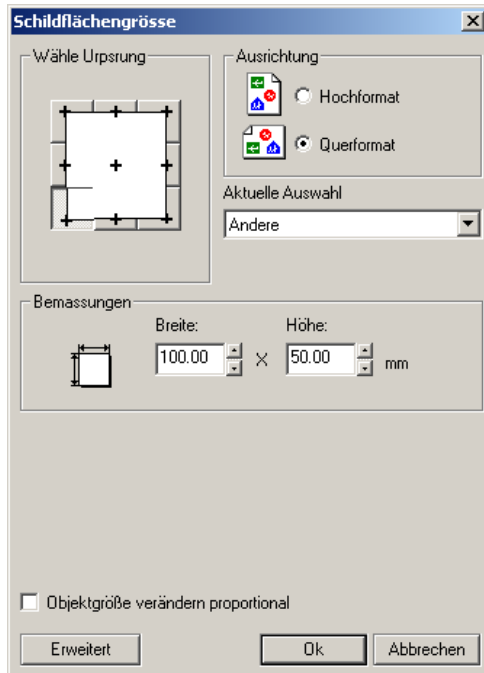 Schildflächengrösse
Wähle Urpsrung
Ausrichtung
Hochformat
Querformat
Aktuelle Auswahl
Andere
Bemassungen
Breite: Höhe:
100.00 X 50.00 mm
Objektgröße verändern proportional
Erweitert Ok Abbrechen